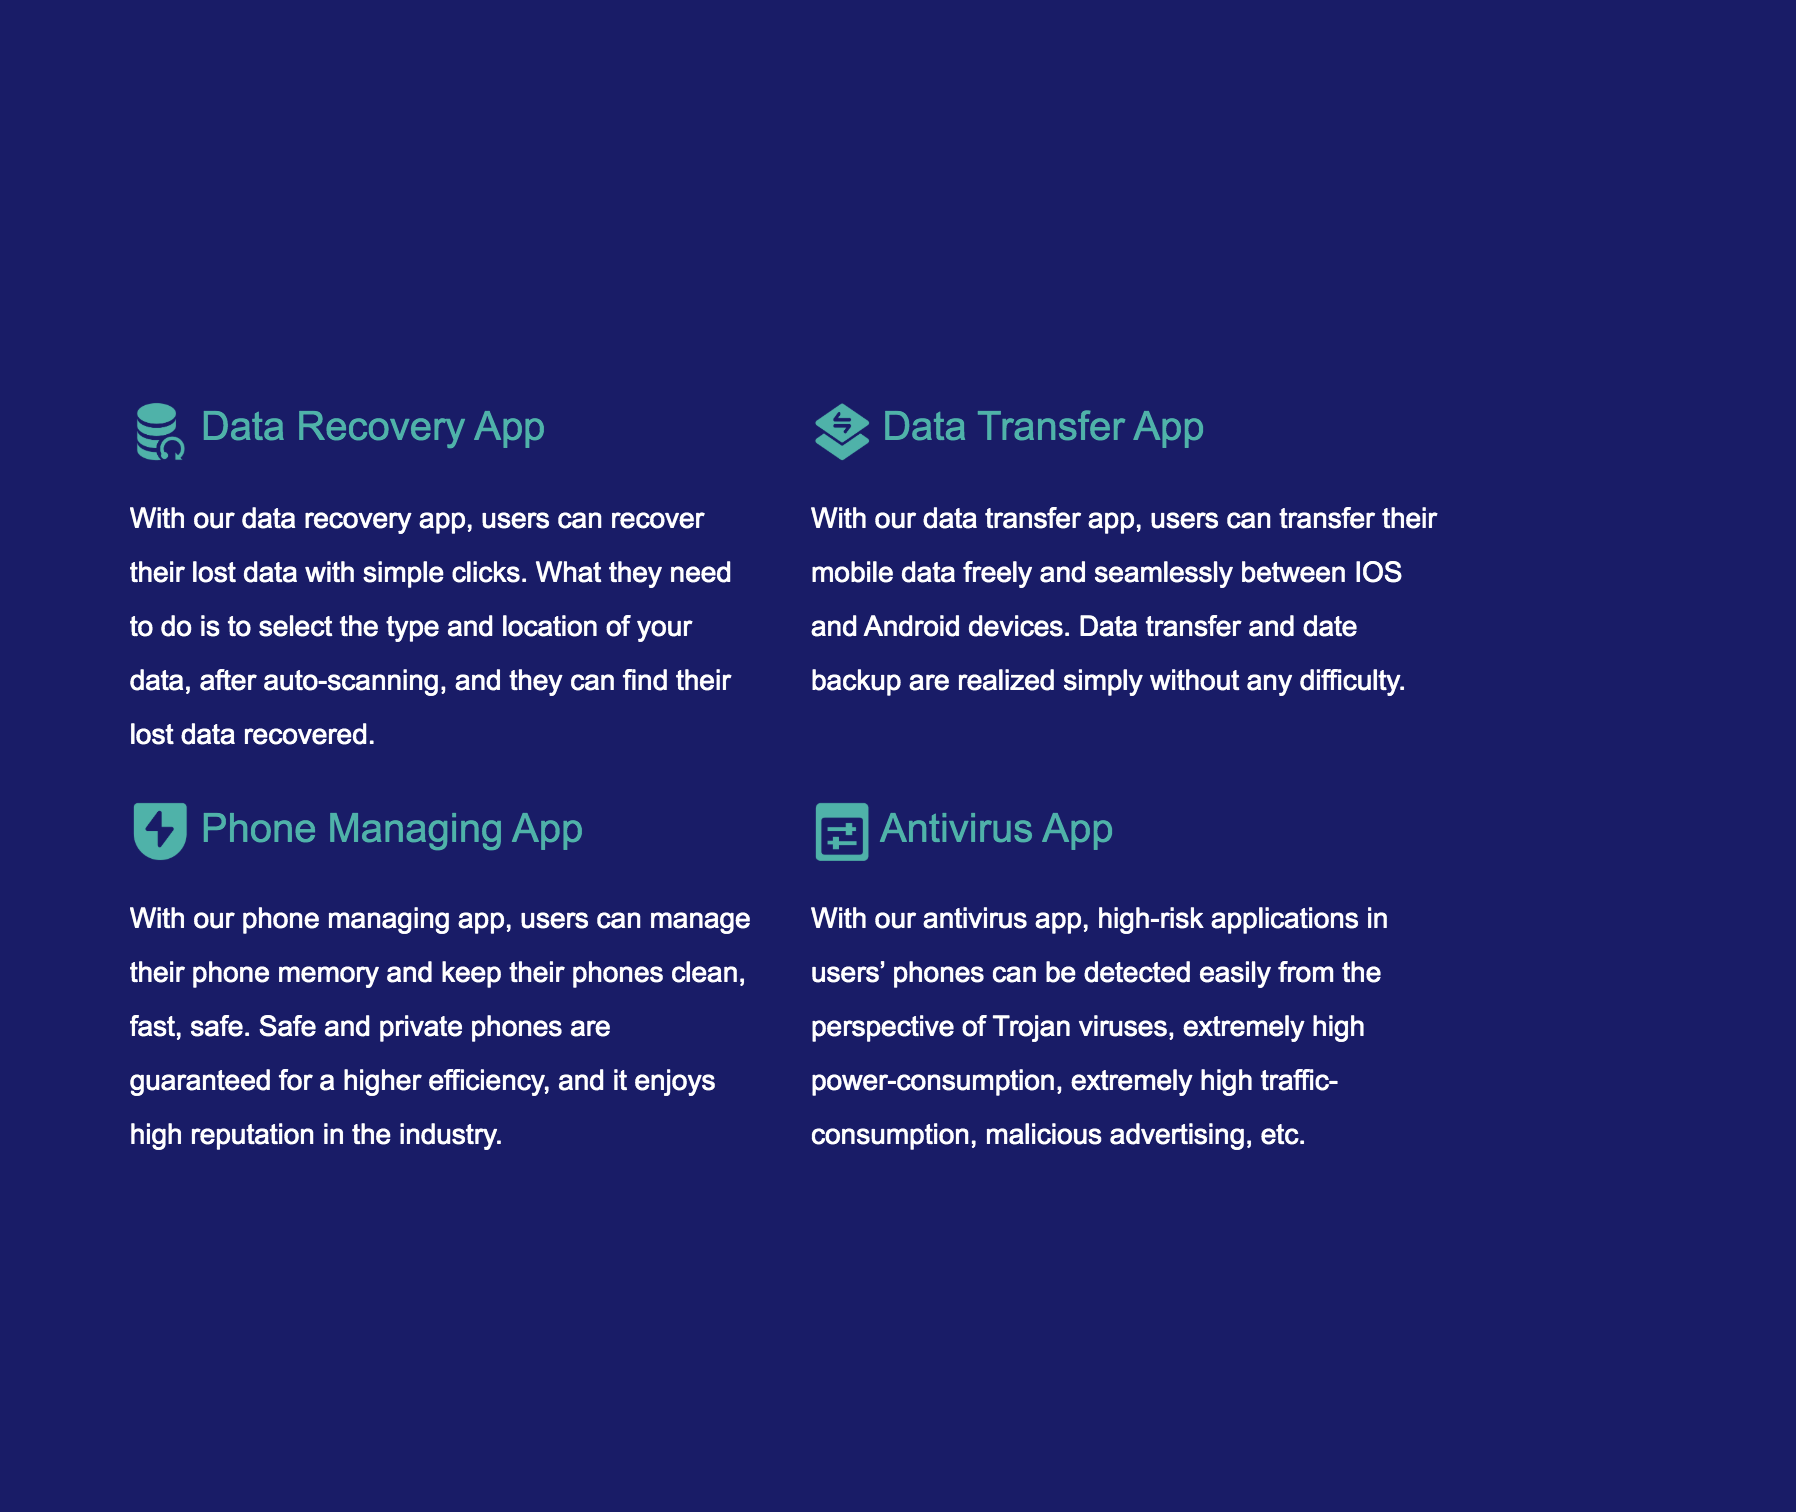 Data Recovery App
With our data recovery app, users can recover
their lost data with simple clicks. What they need
to do is to select the type and location of your
data, after auto-scanning, and they can find their
lost data recovered.
Data Transfer App
With our data transfer app, users can transfer their
mobile data freely and seamlessly between IOS
and Android devices. Data transfer and date
backup are realized simply without any difficulty.
Phone Managing App
With our phone managing app, users can manage
their phone memory and keep their phones clean,
fast, safe. Safe and private phones are
guaranteed for a higher efficiency, and it enjoys
high reputation in the industry.
Antivirus App
With our antivirus app, high-risk applications in
users’ phones can be detected easily from the
perspective of Trojan viruses, extremely high
power-consumption, extremely high traffic-
consumption, malicious advertising, etc.